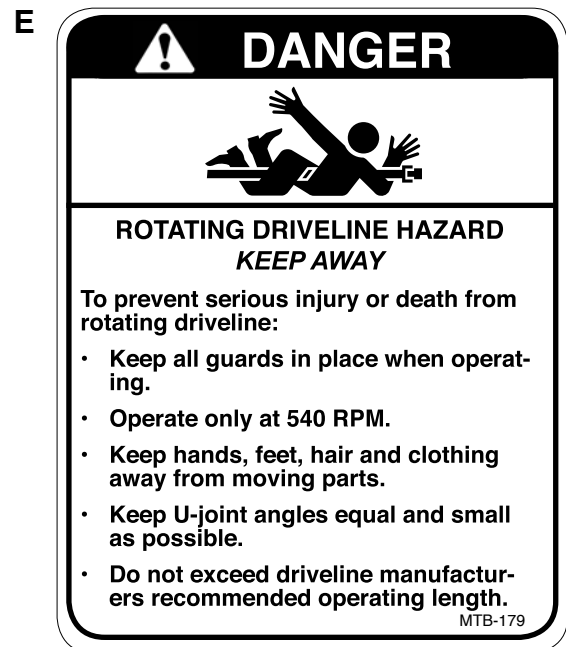 E
DANGER
ROTATING DRIVELINE HAZARD
KEEP AWAY
To prevent serious injury or death from
rotating driveline:
· Keep all guards in place when operat-
ing.
· Operate only at 540 RPM.
· Keep hands, feet, hair and clothing
away from moving parts.
· Keep U-joint angles equal and small
as possible.
· Do not exceed driveline manufactur-
ers recommended operating length.
MTB-179